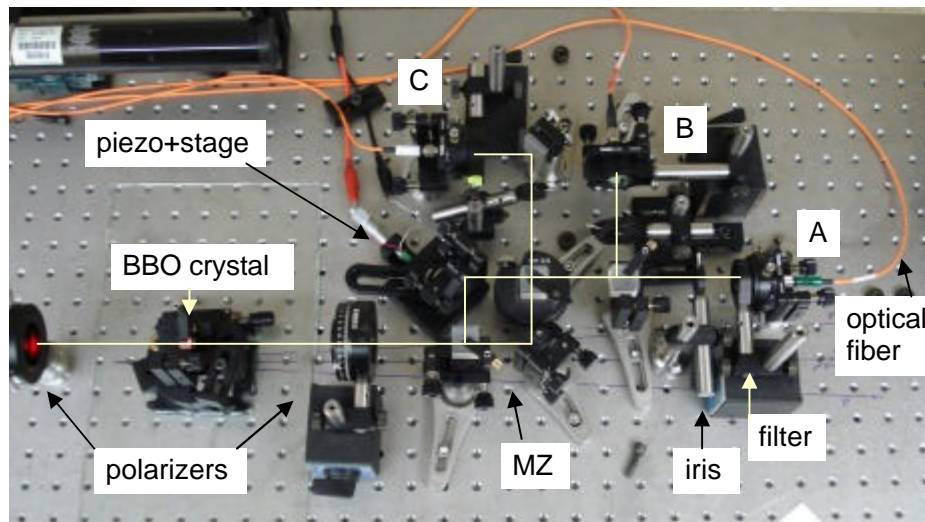 C
B
piezo+stage
A
BBO crystal
optical
fiber
filter
MZ
iris
polarizers